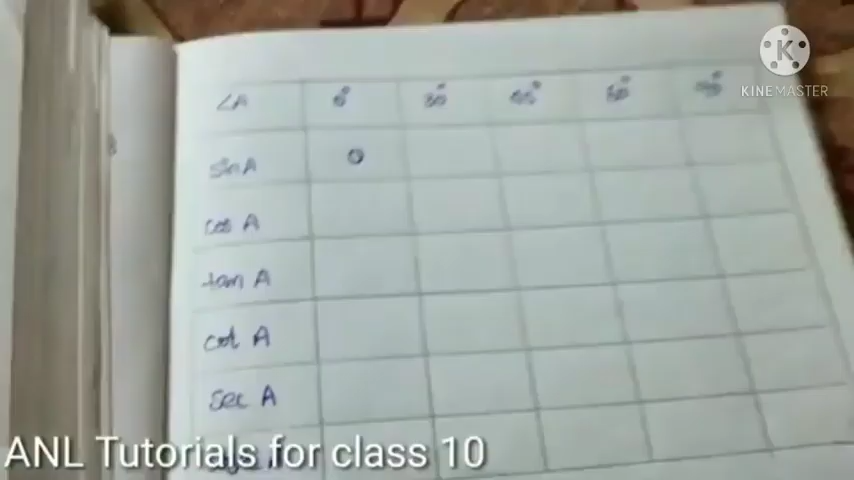 KINEMASTER
∠A 0° 30° 45° 60° 90°
sin A 0
cos A
tan A
cot A
sec A
ANL Tutorials for class 10